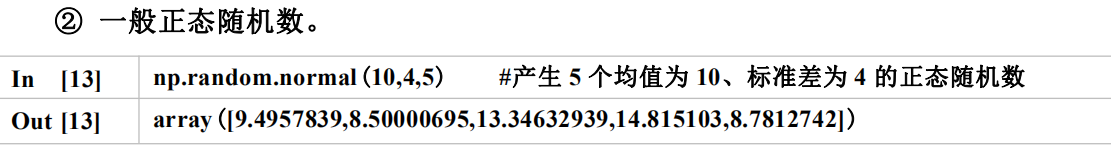 ② 一般正态随机数。
In [13] np.random.normal(10,4,5) #产生 5 个均值为 10、标准差为 4 的正态随机数
Out [13] array([9.4957839,8.50000695,13.34632939,14.815103,8.7812742])